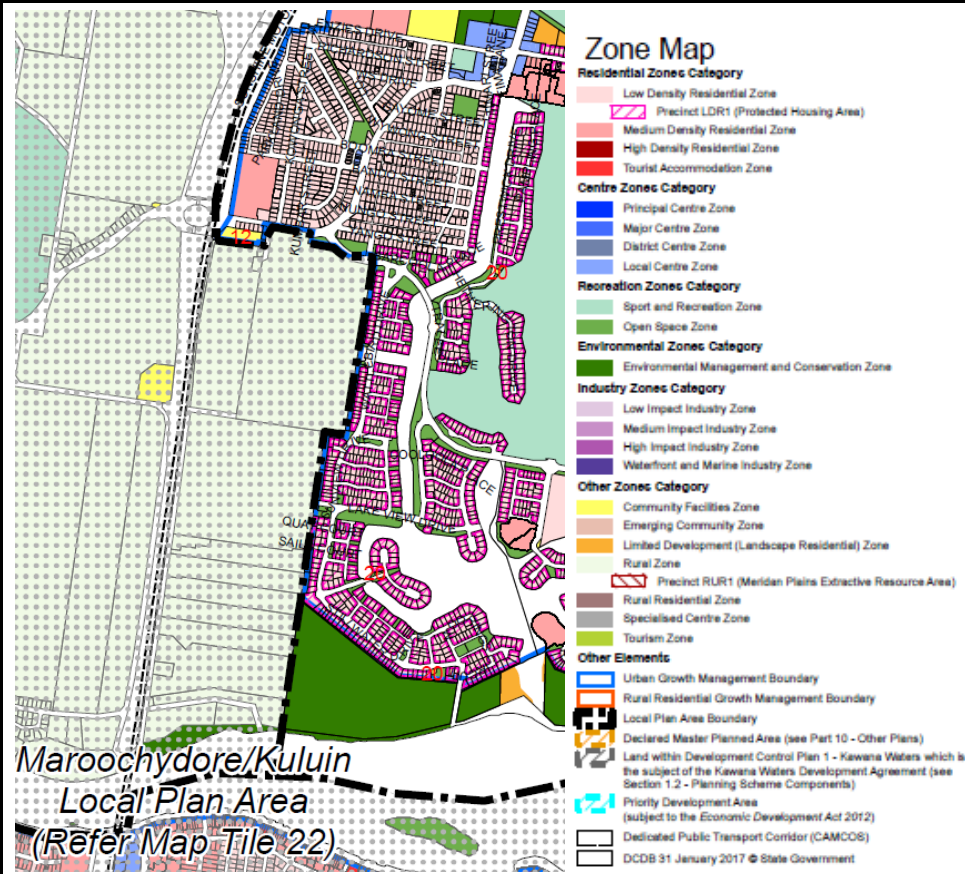 12
20
LAKE VIEW DRIVE
20
Maroochydore/Kuluin
Local Plan Area
(Refer Map Tile 22)
Zone Map
Residential Zones Category
Low Density Residential Zone
Precinct LDR1 (Protected Housing Area)
Medium Density Residential Zone
High Density Residential Zone
Tourist Accommodation Zone
Centre Zones Category
Principal Centre Zone
Major Centre Zone
District Centre Zone
Local Centre Zone
Recreation Zones Category
Sport and Recreation Zone
Open Space Zone
Environmental Zones Category
Environmental Management and Conservation Zone
Industry Zones Category
Low Impact Industry Zone
Medium Impact Industry Zone
High Impact Industry Zone
Waterfront and Marine Industry Zone
Other Zones Category
Community Facilities Zone
Emerging Community Zone
Limited Development (Landscape Residential) Zone
Rural Zone
Precinct RUR1 (Meridan Plains Extractive Resource Area)
Rural Residential Zone
Specialised Centre Zone
Tourism Zone
Other Elements
Urban Growth Management Boundary
Rural Residential Growth Management Boundary
Local Plan Area Boundary
Declared Master Planned Area (see Part 10 - Other Plans)
Land within Development Control Plan 1 - Kawana Waters which is
the subject of the Kawana Waters Development Agreement (see
Section 1.2 - Planning Scheme Components)
Priority Development Area
(subject to the Economic Development Act 2012)
Dedicated Public Transport Corridor (CAMCOS)
DCDB 31 January 2017 © State Government